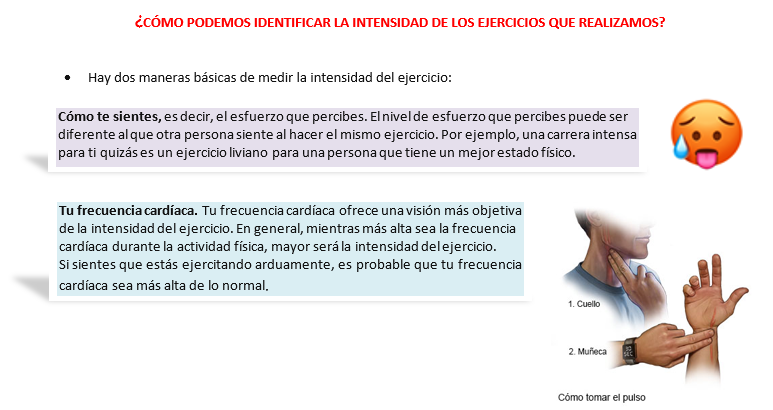 ¿CÓMO PODEMOS IDENTIFICAR LA INTENSIDAD DE LOS EJERCICIOS QUE REALIZAMOS?
• Hay dos maneras básicas de medir la intensidad del ejercicio:
Cómo te sientes, es decir, el esfuerzo que percibes. El nivel de esfuerzo que percibes puede ser
diferente al que otra persona siente al hacer el mismo ejercicio. Por ejemplo, una carrera intensa
para ti quizás es un ejercicio liviano para una persona que tiene un mejor estado físico.
Tu frecuencia cardíaca. Tu frecuencia cardíaca ofrece una visión más objetiva
de la intensidad del ejercicio. En general, mientras más alta sea la frecuencia
cardíaca durante la actividad física, mayor será la intensidad del ejercicio.
Si sientes que estás ejercitando arduamente, es probable que tu frecuencia
cardíaca sea más alta de lo normal.
1. Cuello
2. Muñeca
Cómo tomar el pulso